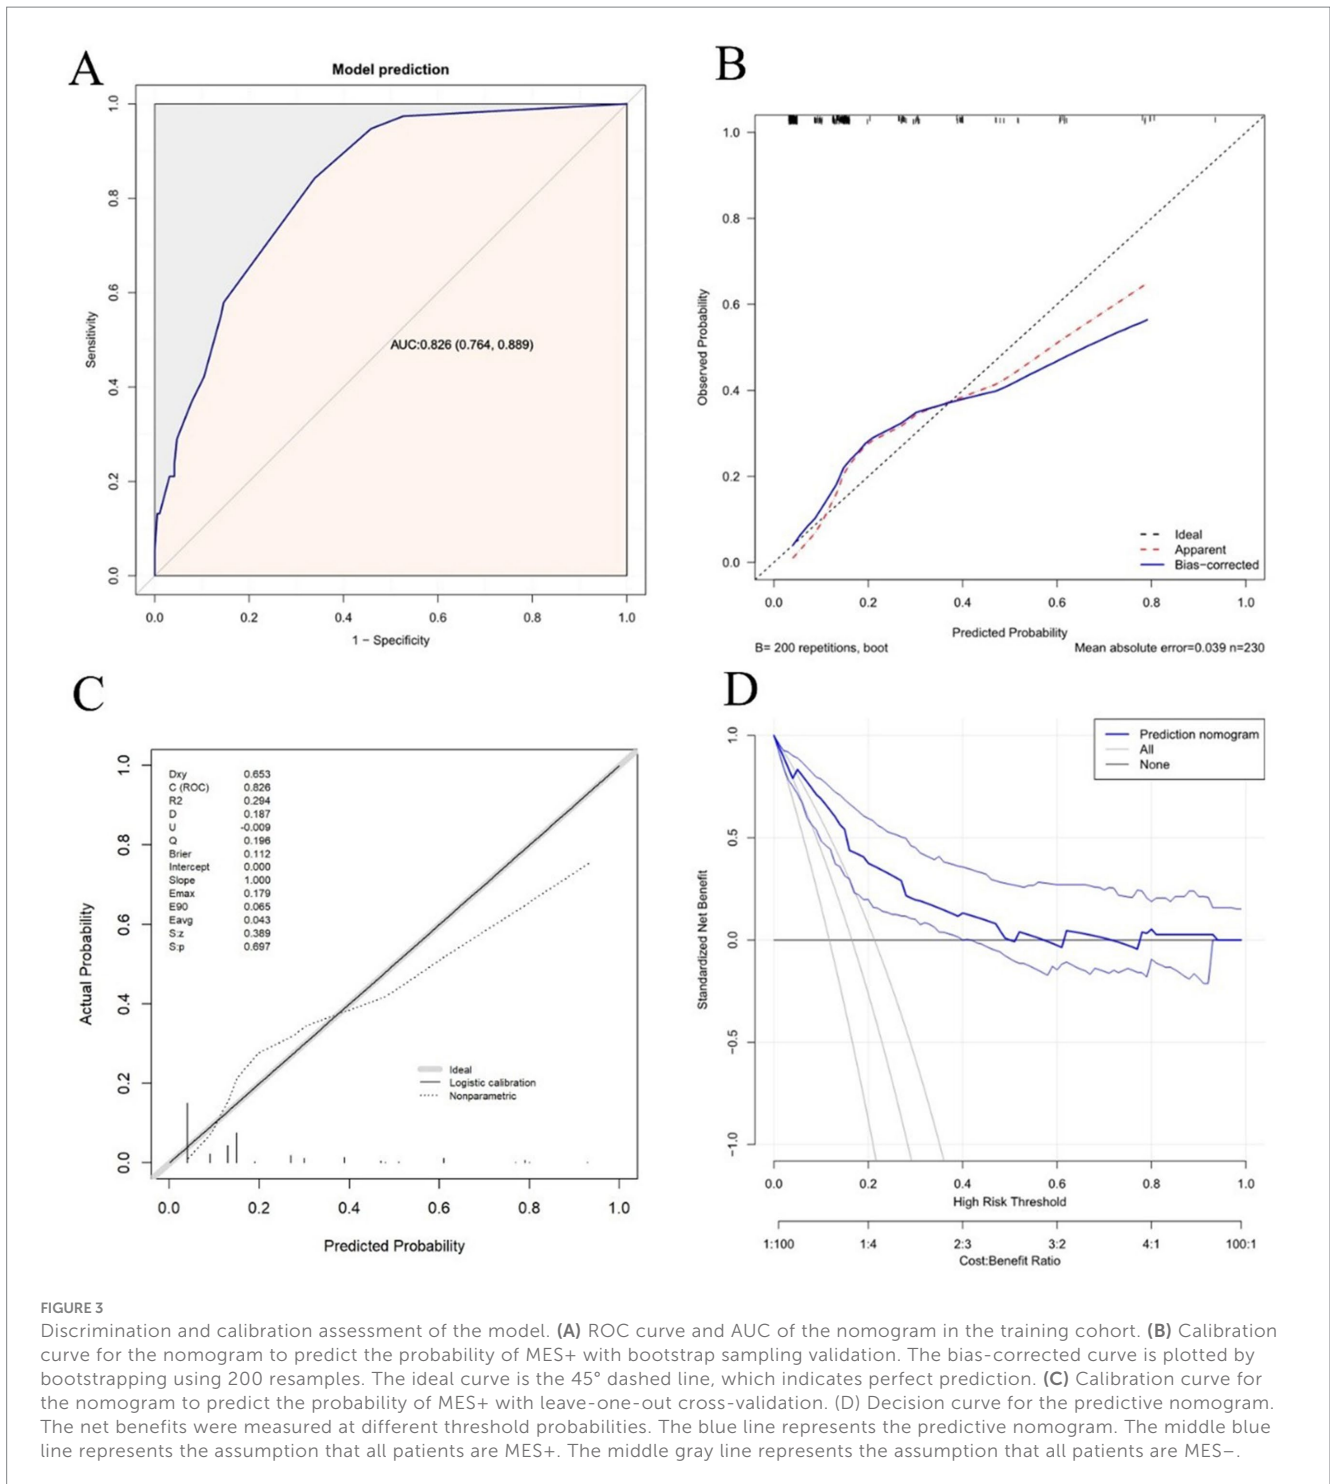 A
Model prediction
1.0
0.8
0.6
0.4
0.2
0.0
Sensitivity
AUC:0.826 (0.764, 0.889)
0.0 0.2 0.4 0.6 0.8 1.0
1 − Specificity
B
1.0
0.8
0.6
0.4
0.2
0.0
Observed Probability
Ideal
Apparent
Bias−corrected
0.0 0.2 0.4 0.6 0.8 1.0
Predicted Probability
B= 200 repetitions, boot
Mean absolute error=0.039 n=230
C
1.0
0.8
0.6
0.4
0.2
0.0
Actual Probability
Dxy 0.653
C (ROC) 0.826
R2 0.294
D 0.187
U -0.009
Q 0.196
Brier 0.112
Intercept 0.000
Slope 1.000
Emax 0.179
E90 0.065
Eavg 0.043
S:z 0.389
S:p 0.697
Ideal
Logistic calibration
Nonparametric
0.0 0.2 0.4 0.6 0.8 1.0
Predicted Probability
D
1.0
0.5
0.0
−0.5
−1.0
Standardized Net Benefit
Prediction nomogram
All
None
0.0 0.2 0.4 0.6 0.8 1.0
High Risk Threshold
1:100 1:4 2:3 3:2 4:1 100:1
Cost:Benefit Ratio
FIGURE 3
Discrimination and calibration assessment of the model. (A) ROC curve and AUC of the nomogram in the training cohort. (B) Calibration
curve for the nomogram to predict the probability of MES+ with bootstrap sampling validation. The bias-corrected curve is plotted by
bootstrapping using 200 resamples. The ideal curve is the 45° dashed line, which indicates perfect prediction. (C) Calibration curve for
the nomogram to predict the probability of MES+ with leave-one-out cross-validation. (D) Decision curve for the predictive nomogram.
The net benefits were measured at different threshold probabilities. The blue line represents the predictive nomogram. The middle blue
line represents the assumption that all patients are MES+. The middle gray line represents the assumption that all patients are MES−.